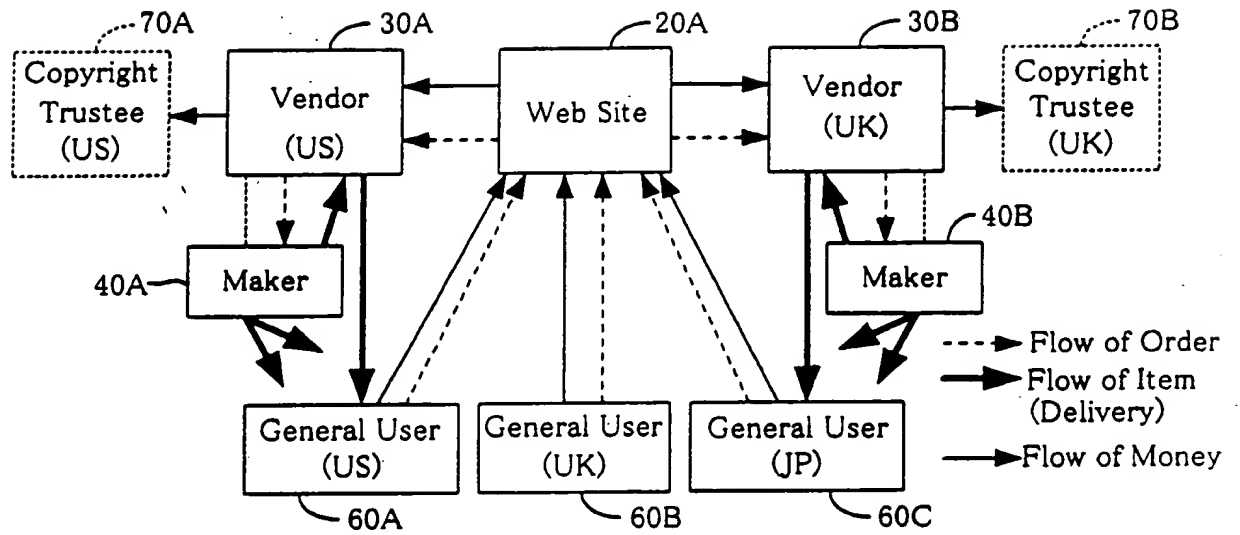 70A
30A
20A
30B
70B
Copyright
Trustee
(US)
Vendor
(US)
Web Site
Vendor
(UK)
Copyright
Trustee
(UK)
40A
Maker
40B
Maker
Flow of Order
Flow of Item
(Delivery)
Flow of Money
General User
(US)
General User
(UK)
General User
(JP)
60A
60B
60C